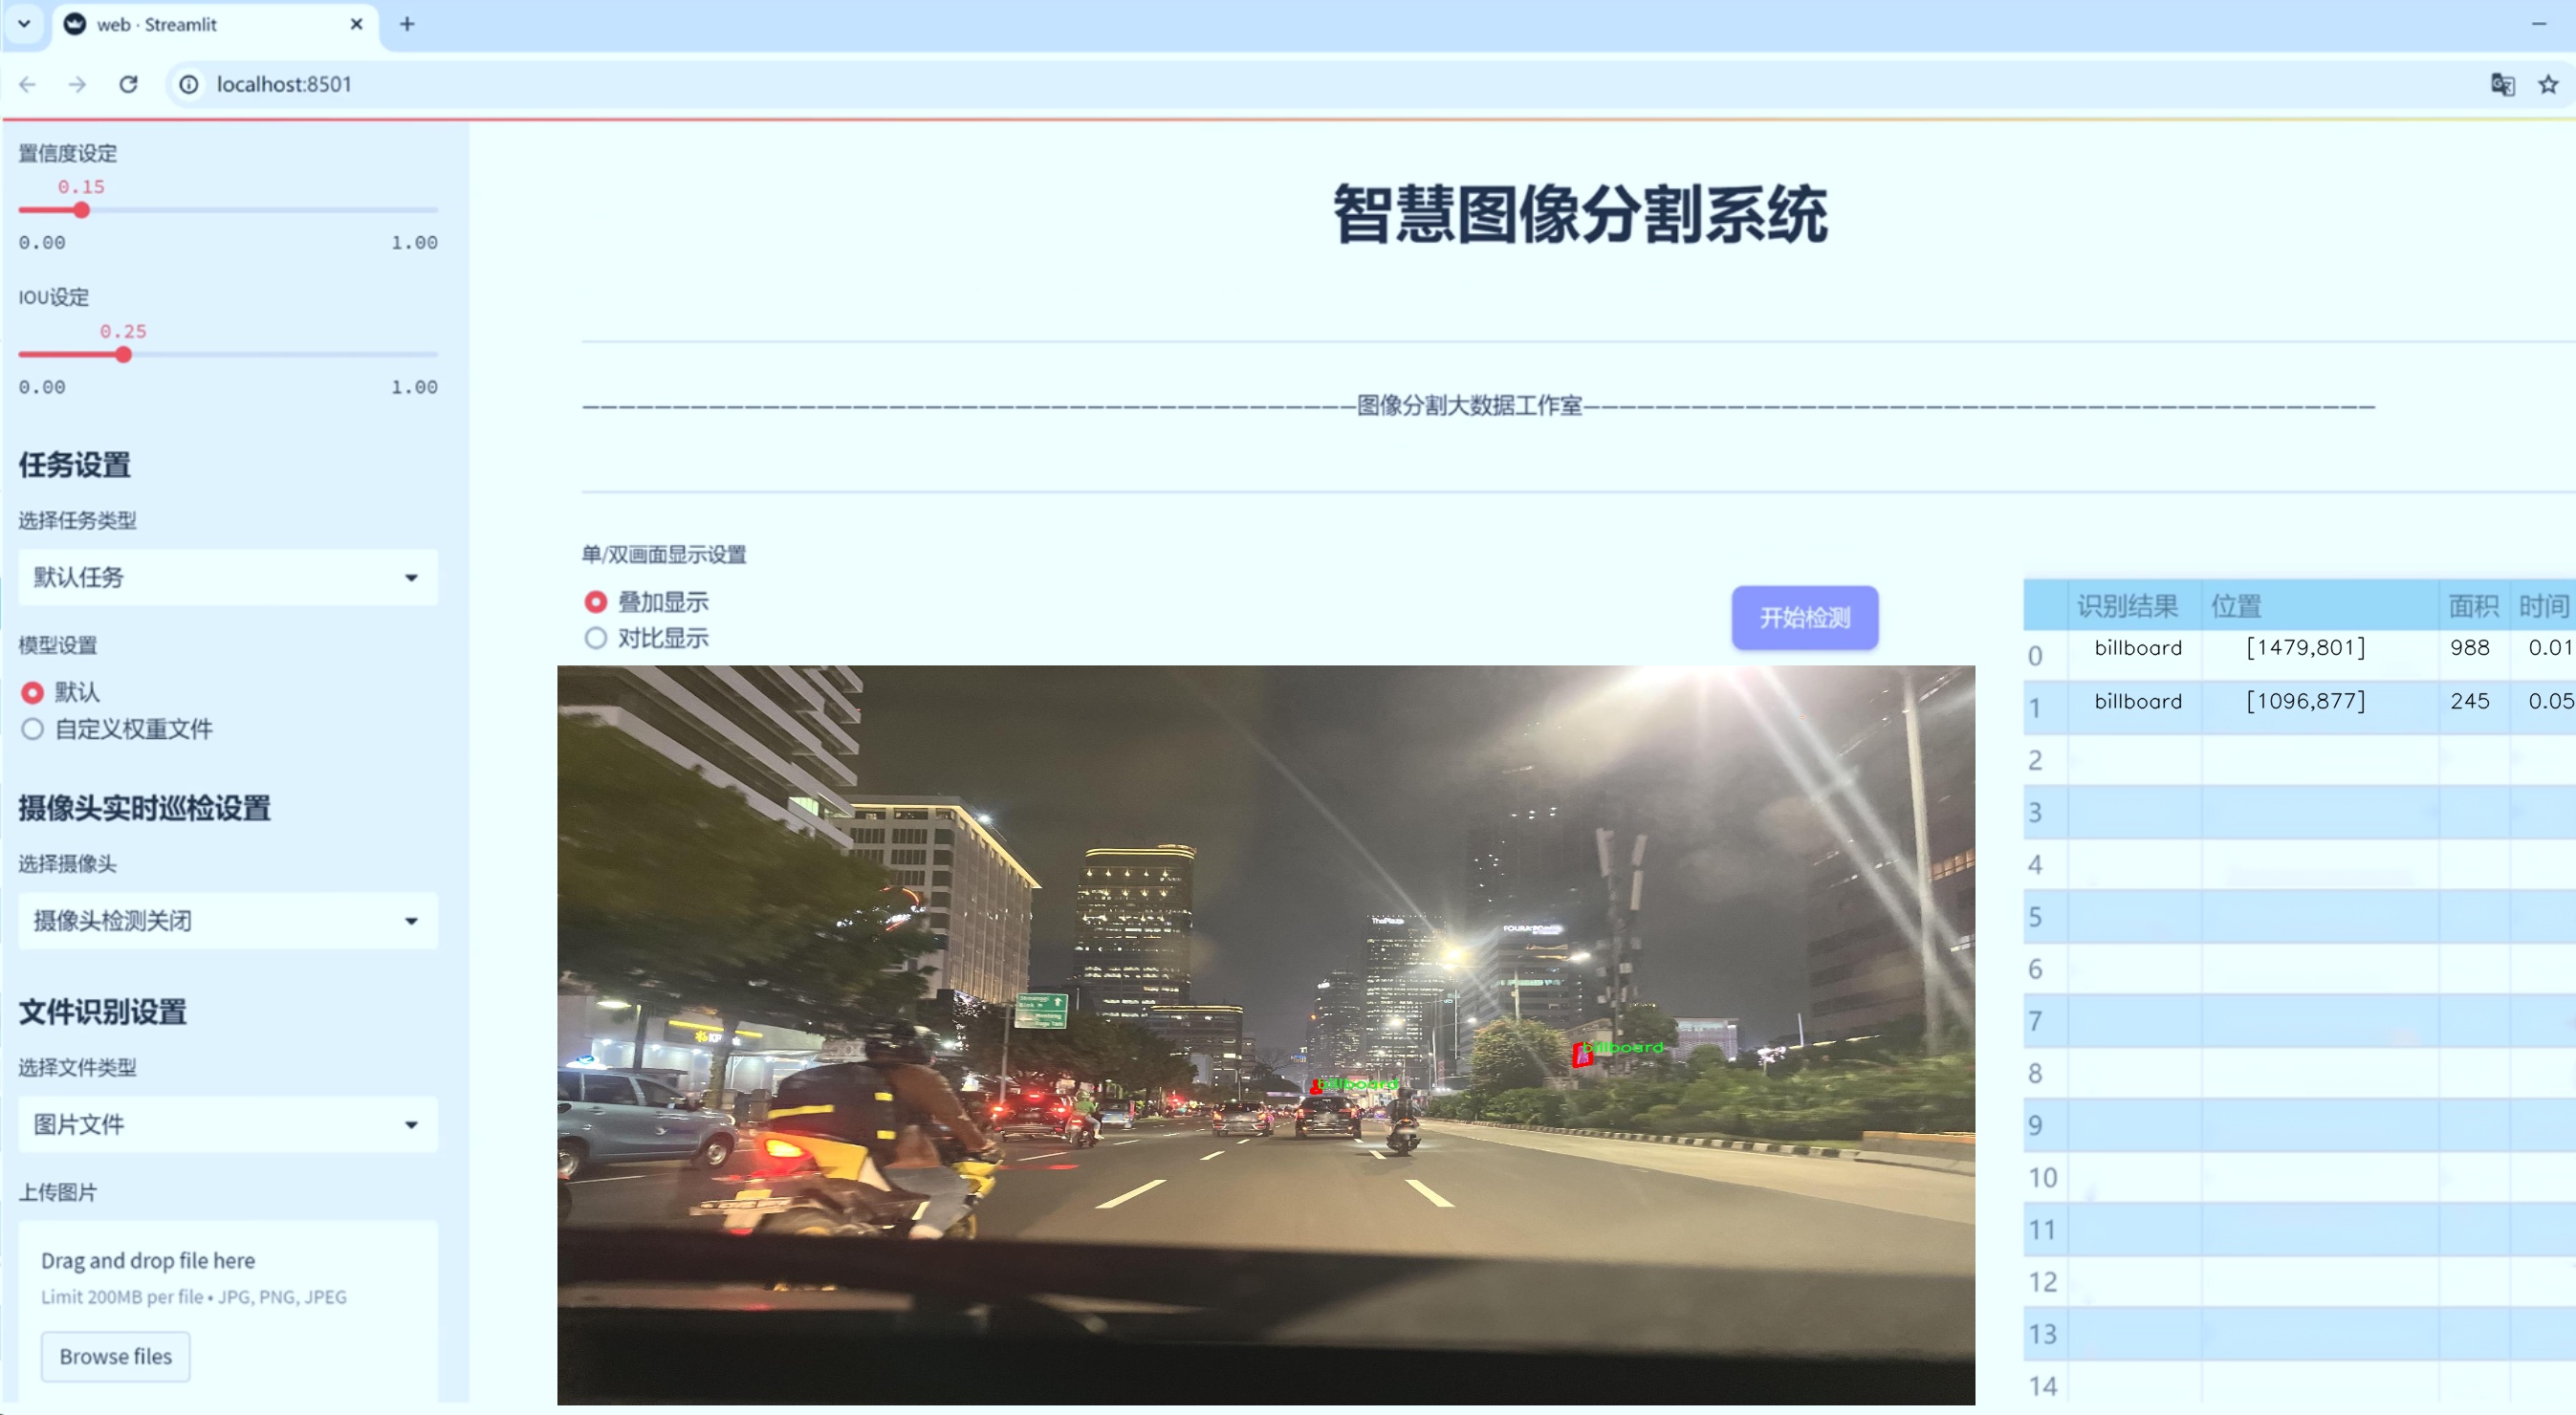 web · Streamlit
localhost:8501
置信度设定
0.15
0.00 1.00
IOU设定
0.25
0.00 1.00
任务设置
选择任务类型
默认任务
模型设置
默认
自定义权重文件
摄像头实时巡检设置
选择摄像头
摄像头检测关闭
文件识别设置
选择文件类型
图片文件
上传图片
Drag and drop file here
Limit 200MB per file • JPG, PNG, JPEG
Browse files
智慧图像分割系统
图像分割大数据工作室
单/双画面显示设置
叠加显示
对比显示
开始检测
ThePlaza
Semanggi
billboard
billboard
识别结果 位置 面积 时间
0 billboard [1479,801] 988 0.01
1 billboard [1096,877] 245 0.05
2
3
4
5
6
7
8
9
10
11
12
13
14